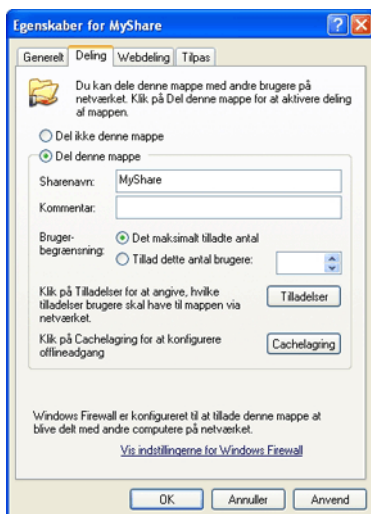 Egenskaber for MyShare
Generelt Deling Webdeling Tilpas
Du kan dele denne mappe med andre brugere på
netværket. Klik på Del denne mappe for at aktivere deling
af mappen.
Del ikke denne mappe
Del denne mappe
Sharenavn: MyShare
Kommentar:
Bruger-
begrænsning:
Det maksimalt tilladte antal
Tillad dette antal brugere:
Klik på Tilladelser for at angive, hvilke
tilladelser brugere skal have til mappen via
netværket.
Tilladelser
Klik på Cachelagring for at konfigurere
offlineadgang
Cachelagring
Windows Firewall er konfigureret til at tillade denne mappe at
blive delt med andre computere på netværket.
Vis indstillingerne for Windows Firewall
OK Annuller Anvend